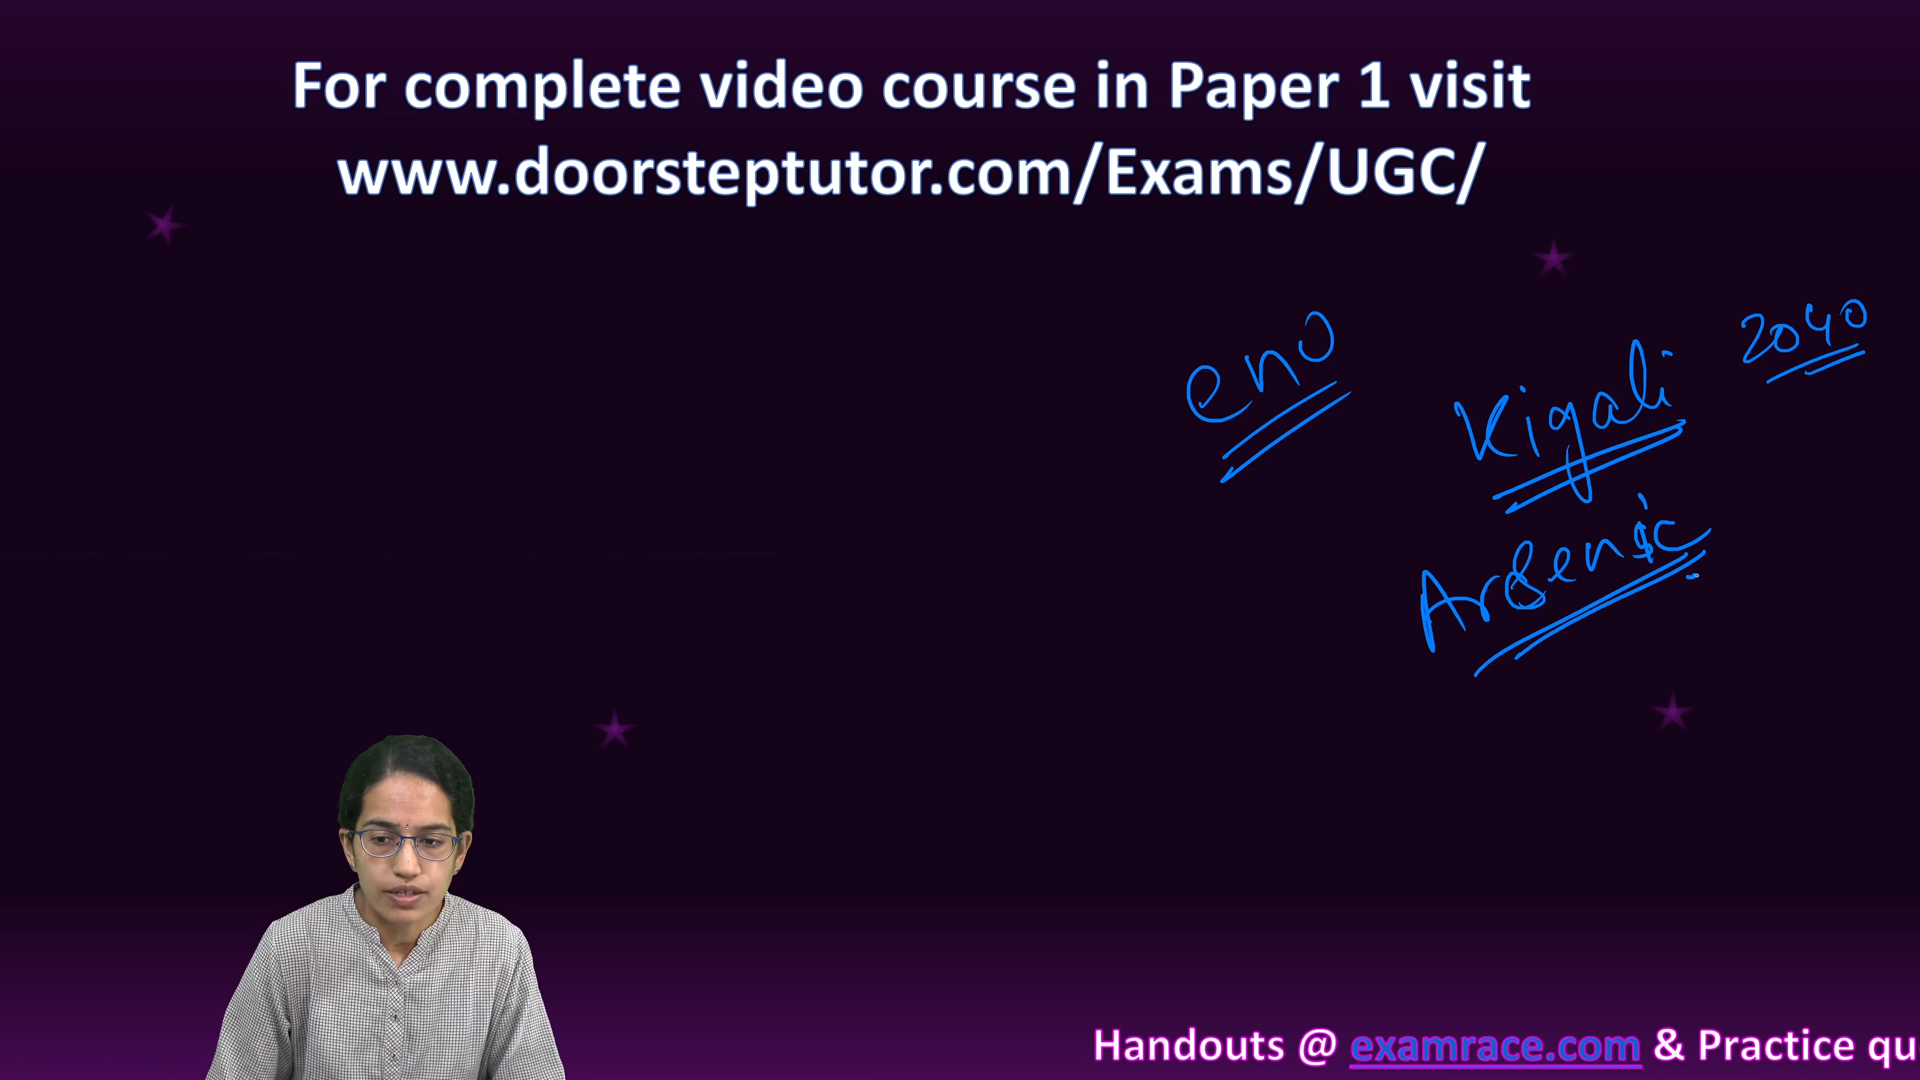 For complete video course in Paper 1 visit
www.doorsteptutor.com/Exams/UGC/
eno
Kigali
2040
Arsenic
Handouts @ examrace.com & Practice qu